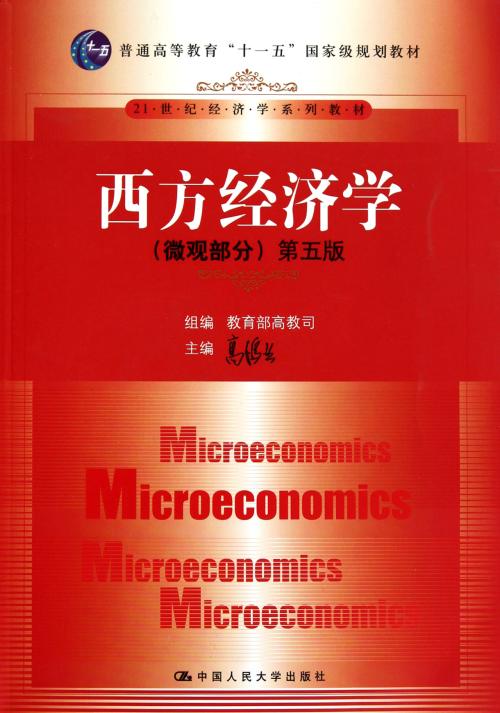 十一五
普通高等教育“十一五”国家级规划教材
21·世·纪·经·济·学·系·列·教·材
西方经济学
（微观部分）第五版
组编 教育部高教司
主编 高鸿业
Microeconomics
Microeconomics
Microeconomics
Microeconomics
中国人民大学出版社